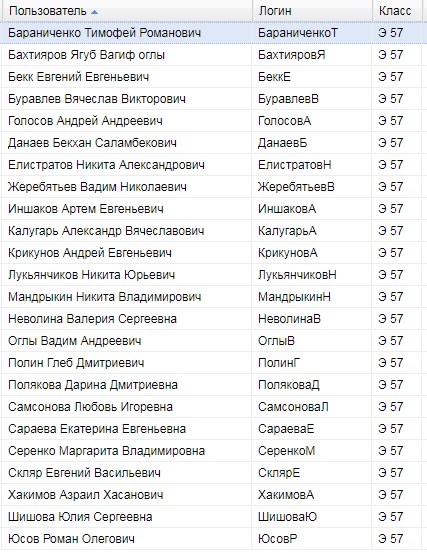 Пользователь Логин Класс
Бараниченко Тимофей Романович БараниченкоТ Э 57
Бахтияров Ягуб Вагиф оглы БахтияровЯ Э 57
Бекк Евгений Евгеньевич БеккЕ Э 57
Буравлев Вячеслав Викторович БуравлевВ Э 57
Голосов Андрей Андреевич ГолосовА Э 57
Данаев Бекхан Саламбекович ДанаевБ Э 57
Елистратов Никита Александрович ЕлистратовН Э 57
Жеребятьев Вадим Николаевич ЖеребятьевВ Э 57
Иншаков Артем Евгеньевич ИншаковА Э 57
Калугарь Александр Вячеславович КалугарьА Э 57
Крикунов Андрей Евгеньевич КрикуновА Э 57
Лукьянчиков Никита Юрьевич ЛукьянчиковН Э 57
Мандрыкин Никита Владимирович МандрыкинН Э 57
Неволина Валерия Сергеевна НеволинаВ Э 57
Оглы Вадим Андреевич ОглыВ Э 57
Полин Глеб Дмитриевич ПолинГ Э 57
Полякова Дарина Дмитриевна ПоляковаД Э 57
Самсонова Любовь Игоревна СамсоноваЛ Э 57
Сараева Екатерина Евгеньевна СараеваЕ Э 57
Серенко Маргарита Владимировна СеренкоМ Э 57
Скляр Евгений Васильевич СклярЕ Э 57
Хакимов Азраил Хасанович ХакимовА Э 57
Шишова Юлия Сергеевна ШишоваЮ Э 57
Юсов Роман Олегович ЮсовР Э 57